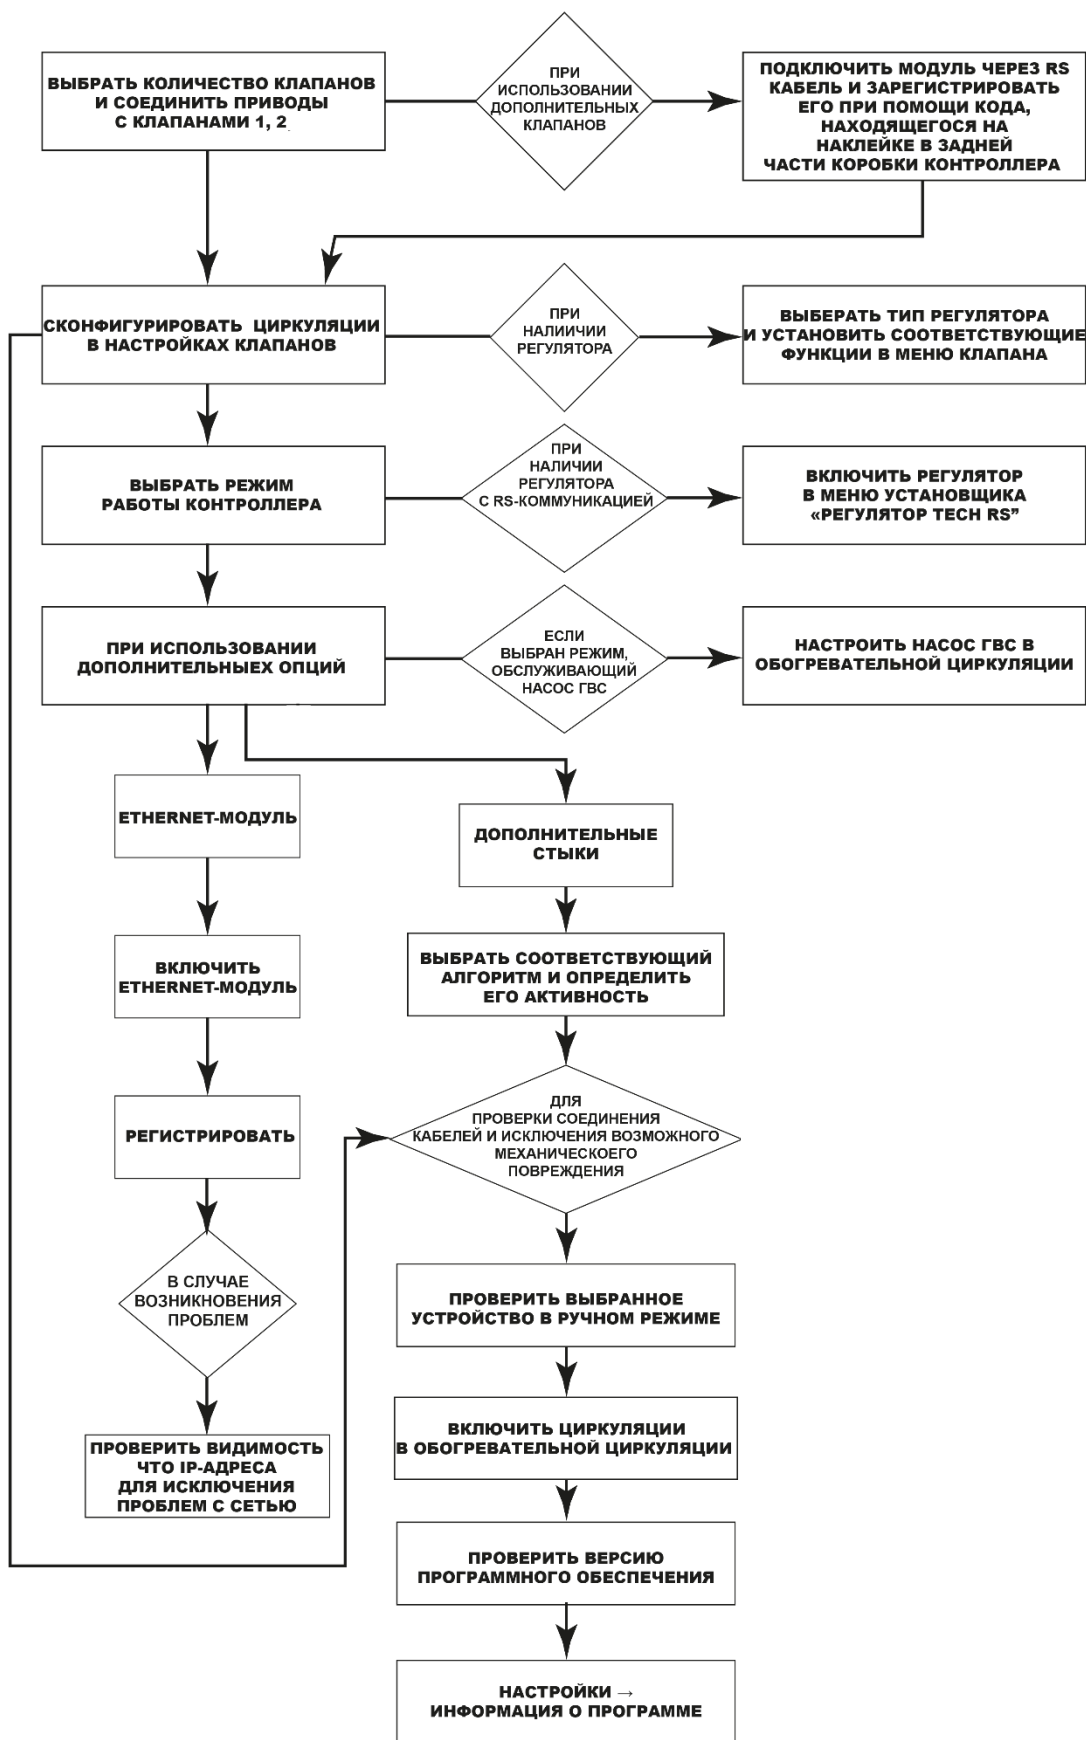 ВЫБРАТЬ КОЛИЧЕСТВО КЛАПАНОВ
И СОЕДИНИТЬ ПРИВОДЫ
С КЛАПАНАМИ 1, 2
ПРИ
ИСПОЛЬЗОВАНИИ
ДОПОЛНИТЕЛЬНЫХ
КЛАПАНОВ
ПОДКЛЮЧИТЬ МОДУЛЬ ЧЕРЕЗ RS
КАБЕЛЬ И ЗАРЕГИСТРИРОВАТЬ
ЕГО ПРИ ПОМОЩИ КОДА,
НАХОДЯЩЕГОСЯ НА
НАКЛЕЙКЕ В ЗАДНЕЙ
ЧАСТИ КОРОБКИ КОНТРОЛЛЕРА
СКОНФИГУРИРОВАТЬ ЦИРКУЛЯЦИИ
В НАСТРОЙКАХ КЛАПАНОВ
ПРИ
НАЛИИЧИИ
РЕГУЛЯТОРА
ВЫБЕРАТЬ ТИП РЕГУЛЯТОРА
И УСТАНОВИТЬ СООТВЕТСТВУЮЩИЕ
ФУНКЦИИ В МЕНЮ КЛАПАНА
ВЫБРАТЬ РЕЖИМ
РАБОТЫ КОНТРОЛЛЕРА
ПРИ
НАЛИЧИИ
РЕГУЛЯТОРА
С RS-КОММУНИКАЦИЕЙ
ВКЛЮЧИТЬ РЕГУЛЯТОР
В МЕНЮ УСТАНОВЩИКА
«РЕГУЛЯТОР TECH RS”
ПРИ ИСПОЛЬЗОВАНИИ
ДОПОЛНИТЕЛЬНЫЕХ ОПЦИЙ
ЕСЛИ
ВЫБРАН РЕЖИМ,
ОБСЛУЖИВАЮЩИЙ
НАСОС ГВС
НАСТРОИТЬ НАСОС ГВС В
ОБОГРЕВАТЕЛЬНОЙ ЦИРКУЛЯЦИИ
ETHERNET-МОДУЛЬ
ДОПОЛНИТЕЛЬНЫЕ
СТЫКИ
ВКЛЮЧИТЬ
ETHERNET-МОДУЛЬ
ВЫБРАТЬ СООТВЕТСТВУЮЩИЙ
АЛГОРИТМ И ОПРЕДЕЛИТЬ
ЕГО АКТИВНОСТЬ
РЕГИСТРИРОВАТЬ
ДЛЯ
ПРОВЕРКИ СОЕДИНЕНИЯ
КАБЕЛЕЙ И ИСКЛЮЧЕНИЯ ВОЗМОЖНОГО
МЕХАНИЧЕСКОЕГО
ПОВРЕЖДЕНИЯ
В СЛУЧАЕ
ВОЗНИКНОВЕНИЯ
ПРОБЛЕМ
ПРОВЕРИТЬ ВЫБРАННОЕ
УСТРОЙСТВО В РУЧНОМ РЕЖИМЕ
ПРОВЕРИТЬ ВИДИМОСТЬ
ЧТО IP-АДРЕСА
ДЛЯ ИСКЛЮЧЕНИЯ
ПРОБЛЕМ С СЕТЬЮ
ВКЛЮЧИТЬ ЦИРКУЛЯЦИИ
В ОБОГРЕВАТЕЛЬНОЙ ЦИРКУЛЯЦИИ
ПРОВЕРИТЬ ВЕРСИЮ
ПРОГРАММНОГО ОБЕСПЕЧЕНИЯ
НАСТРОЙКИ →
ИНФОРМАЦИЯ О ПРОГРАММЕ